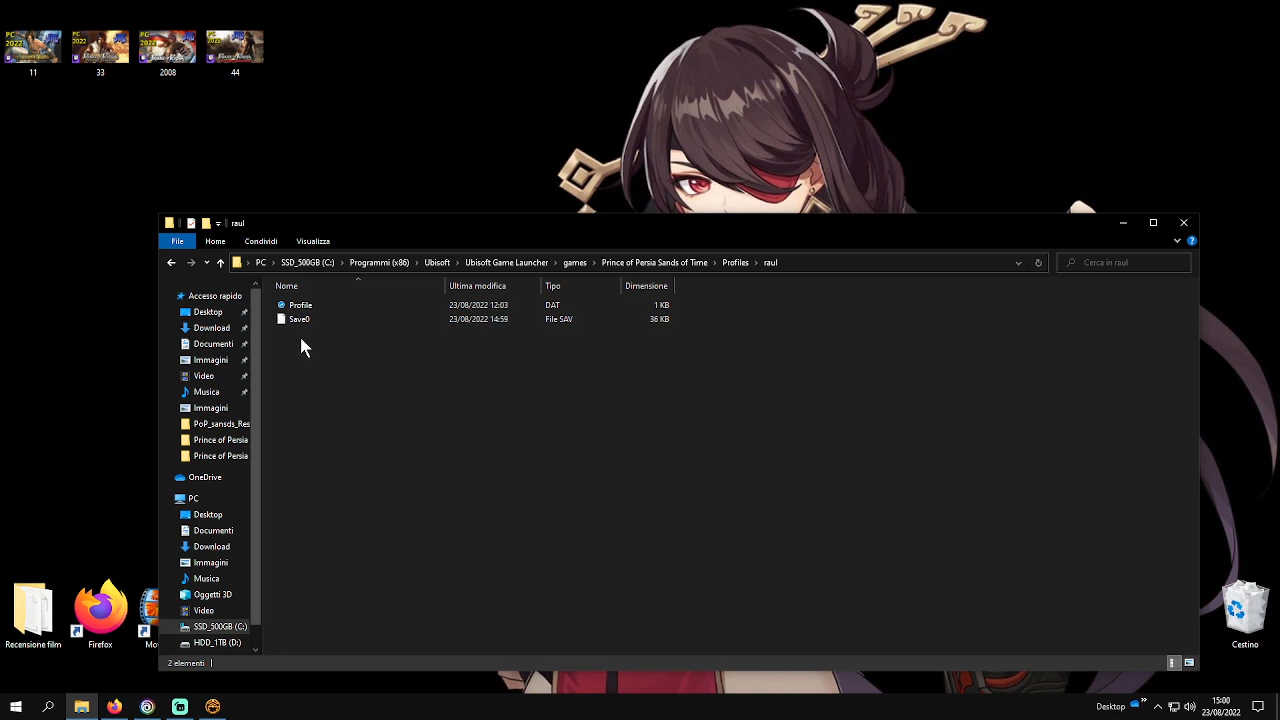 PC
2022
PC
2022
PC
2022
PC
2022
11
33
2008
44
raul
File
Home
Condividi
Visualizza
PC
SSD_500GB (C:)
Programmi (x86)
Ubisoft
Ubisoft Game Launcher
games
Prince of Persia Sands of Time
Profiles
raul
Cerca in raul
Nome
Ultima modifica
Tipo
Dimensione
Profile
23/08/2022 12:03
DAT
1 KB
Save0
23/08/2022 14:59
File SAV
36 KB
Accesso rapido
Desktop
Download
Documenti
Immagini
Video
Musica
Immagini
PoP_sansds_Res
Prince of Persia
Prince of Persia
OneDrive
PC
Desktop
Documenti
Download
Immagini
Musica
Oggetti 3D
Video
SSD_500GB (C:)
HDD_1TB (D:)
2 elementi
Recensione film
Firefox
Mo
Cestino
Desktop
15:00
23/08/2022